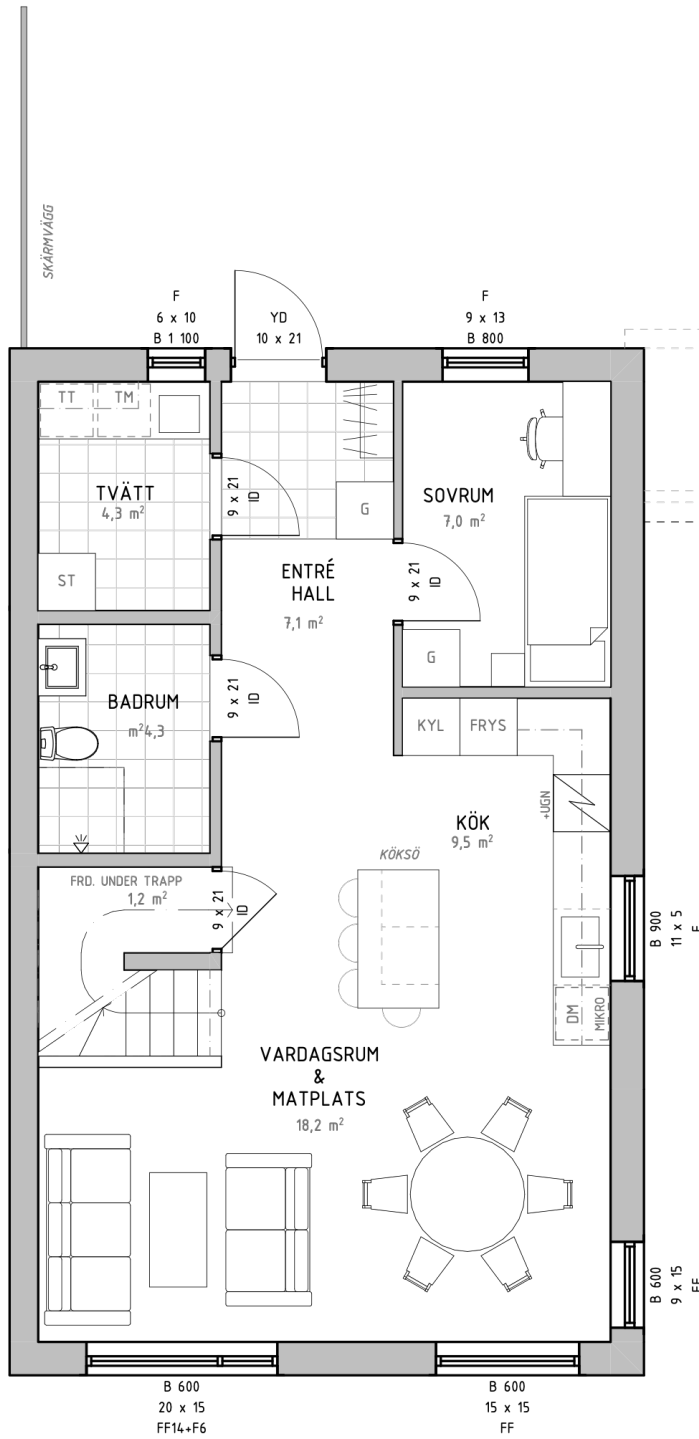 SKÄRMVÄGG
F
6 x 10
B 1 100
YD
10 x 21
F
9 x 13
B 800
TT
TM
TVÄTT
4,3 m²
ST
9 x 21
ID
G
SOVRUM
7,0 m²
ENTRÉ
HALL
7,1 m²
9 x 21
ID
G
BADRUM
m²4,3
9 x 21
ID
KYL
FRYS
+UGN
KÖK
9,5 m²
KÖKSÖ
FRD. UNDER TRAPP
1,2 m²
9 x 21
ID
B 900
11 x 5
F
DM
MIKRO
VARDAGSRUM
&
MATPLATS
18,2 m²
B 600
9 x 15
FF
B 600
20 x 15
FF14+F6
B 600
15 x 15
FF